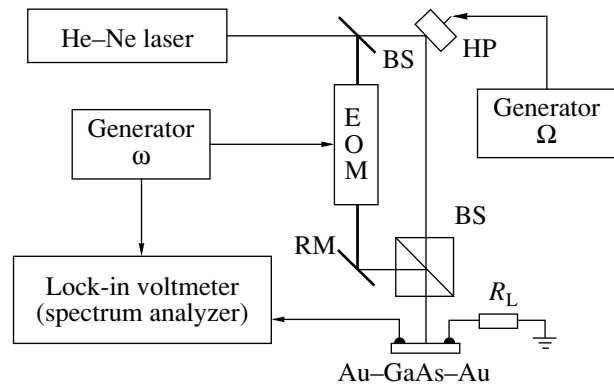 He–Ne laser
BS
HP
Generator
Ω
E
O
M
Generator
ω
BS
RM
Lock-in voltmeter
(spectrum analyzer)
R_L
Au–GaAs–Au